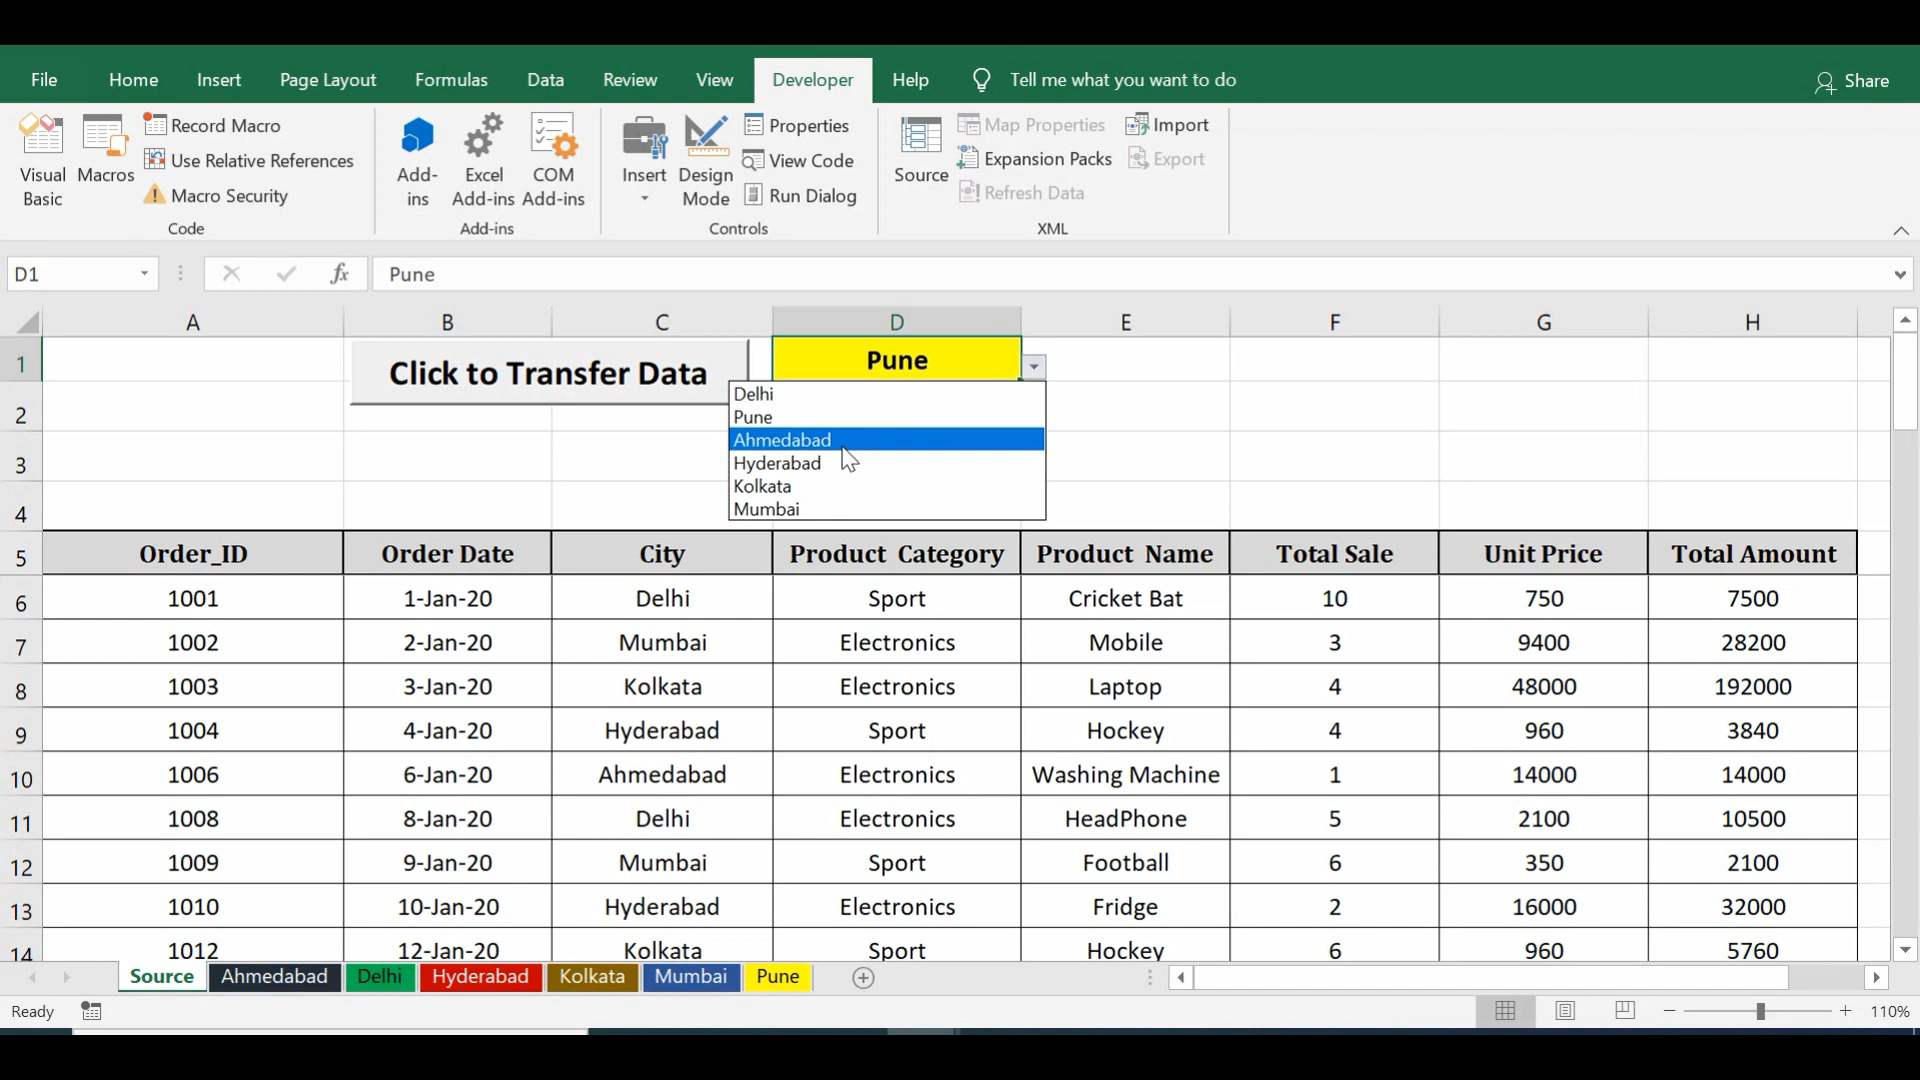 File Home Insert Page Layout Formulas Data Review View Developer Help Tell me what you want to do Share
Visual Basic
Macros
Record Macro
Use Relative References
Macro Security
Code
Add-ins
Excel Add-ins
COM Add-ins
Add-ins
Insert
Design Mode
Properties
View Code
Run Dialog
Controls
Source
Map Properties
Expansion Packs
Refresh Data
Import
Export
XML
D1 fx Pune
A B C D E F G H
1 Click to Transfer Data Pune
Delhi
Pune
Ahmedabad
Hyderabad
Kolkata
Mumbai
2
3
4
5 Order_ID Order Date City Product Category Product Name Total Sale Unit Price Total Amount
6 1001 1-Jan-20 Delhi Sport Cricket Bat 10 750 7500
7 1002 2-Jan-20 Mumbai Electronics Mobile 3 9400 28200
8 1003 3-Jan-20 Kolkata Electronics Laptop 4 48000 192000
9 1004 4-Jan-20 Hyderabad Sport Hockey 4 960 3840
10 1006 6-Jan-20 Ahmedabad Electronics Washing Machine 1 14000 14000
11 1008 8-Jan-20 Delhi Electronics HeadPhone 5 2100 10500
12 1009 9-Jan-20 Mumbai Sport Football 6 350 2100
13 1010 10-Jan-20 Hyderabad Electronics Fridge 2 16000 32000
14 1012 12-Jan-20 Kolkata Sport Hockey 6 960 5760
Source Ahmedabad Delhi Hyderabad Kolkata Mumbai Pune
Ready 110%